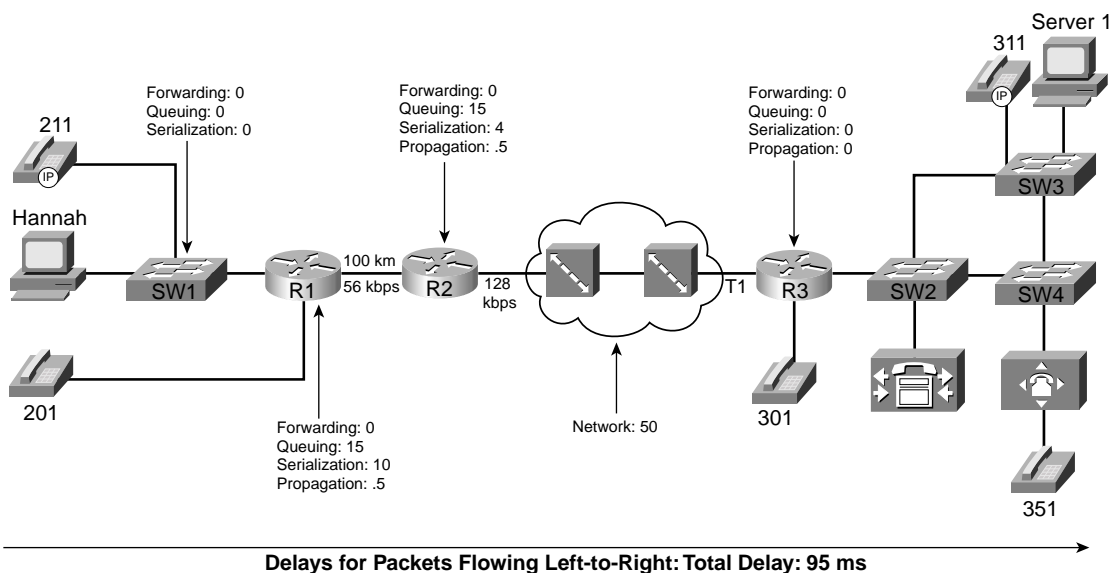 Server 1
311
IP
Forwarding: 0
Queuing: 0
Serialization: 0
Forwarding: 0
Queuing: 15
Serialization: 4
Propagation: .5
Forwarding: 0
Queuing: 0
Serialization: 0
Propagation: 0
211
IP
SW3
Hannah
SW1
R1
100 km
56 kbps
R2
128
kbps
T1
R3
SW2
SW4
201
301
351
Forwarding: 0
Queuing: 15
Serialization: 10
Propagation: .5
Network: 50
Delays for Packets Flowing Left-to-Right: Total Delay: 95 ms